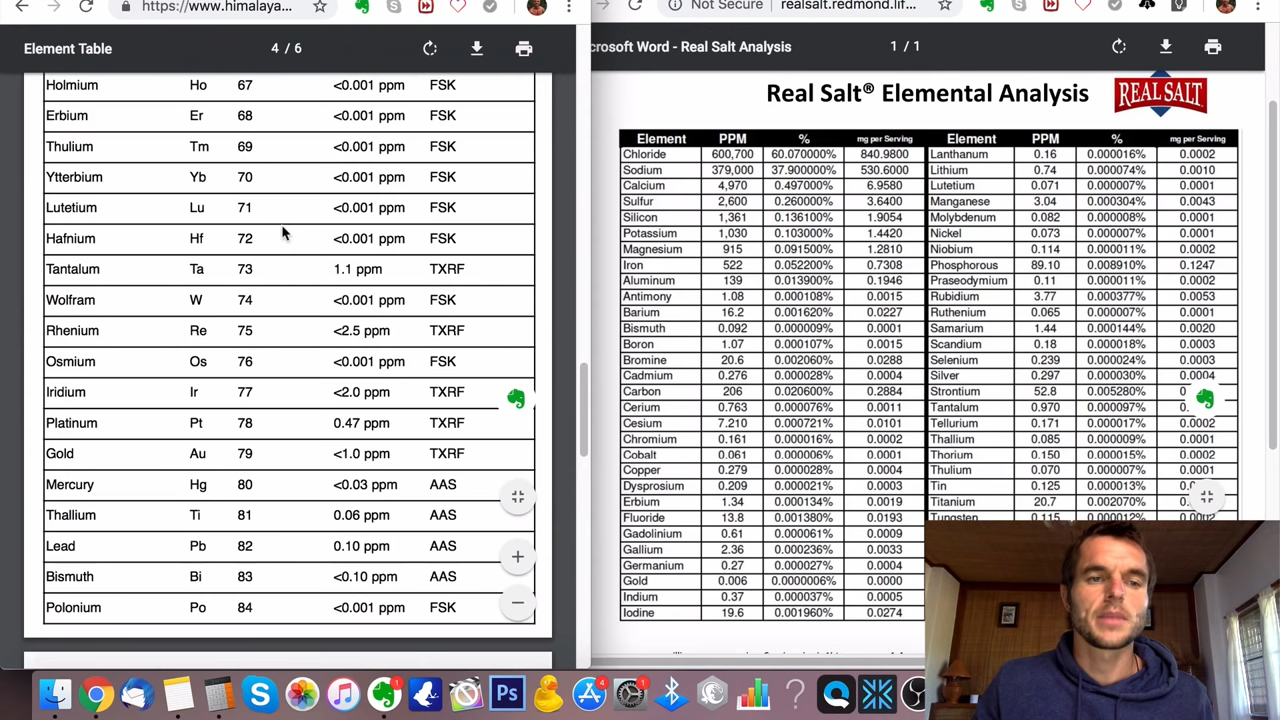 https://www.himalaya...
Not Secure
realsalt.redmond.lif...
Element Table
4 / 6
crosoft Word - Real Salt Analysis
1 / 1
Holmium Ho 67 <0.001 ppm FSK
Erbium Er 68 <0.001 ppm FSK
Thulium Tm 69 <0.001 ppm FSK
Ytterbium Yb 70 <0.001 ppm FSK
Lutetium Lu 71 <0.001 ppm FSK
Hafnium Hf 72 <0.001 ppm FSK
Tantalum Ta 73 1.1 ppm TXRF
Wolfram W 74 <0.001 ppm FSK
Rhenium Re 75 <2.5 ppm TXRF
Osmium Os 76 <0.001 ppm FSK
Iridium Ir 77 <2.0 ppm TXRF
Platinum Pt 78 0.47 ppm TXRF
Gold Au 79 <1.0 ppm TXRF
Mercury Hg 80 <0.03 ppm AAS
Thallium Ti 81 0.06 ppm AAS
Lead Pb 82 0.10 ppm AAS
Bismuth Bi 83 <0.10 ppm AAS
Polonium Po 84 <0.001 ppm FSK
Real Salt® Elemental Analysis
REAL SALT
Element PPM % mg per Serving Element PPM % mg per Serving
Chloride 600,700 60.070000% 840.9800 Lanthanum 0.16 0.000016% 0.0002
Sodium 379,000 37.900000% 530.6000 Lithium 0.74 0.000074% 0.0010
Calcium 4,970 0.497000% 6.9580 Lutetium 0.071 0.000007% 0.0001
Sulfur 2,600 0.260000% 3.6400 Manganese 3.04 0.000304% 0.0043
Silicon 1,361 0.136100% 1.9054 Molybdenum 0.082 0.000008% 0.0001
Potassium 1,030 0.103000% 1.4420 Nickel 0.073 0.000007% 0.0001
Magnesium 915 0.091500% 1.2810 Niobium 0.114 0.000011% 0.0002
Iron 522 0.052200% 0.7308 Phosphorous 89.10 0.008910% 0.1247
Aluminum 139 0.013900% 0.1946 Praseodymium 0.11 0.000011% 0.0002
Antimony 1.08 0.000108% 0.0015 Rubidium 3.77 0.000377% 0.0053
Barium 16.2 0.001620% 0.0227 Ruthenium 0.065 0.000007% 0.0001
Bismuth 0.092 0.000009% 0.0001 Samarium 1.44 0.000144% 0.0020
Boron 1.07 0.000107% 0.0015 Scandium 0.18 0.000018% 0.0003
Bromine 20.6 0.002060% 0.0288 Selenium 0.239 0.000024% 0.0003
Cadmium 0.276 0.000028% 0.0004 Silver 0.297 0.000030% 0.0004
Carbon 206 0.020600% 0.2884 Strontium 52.8 0.005280%
Cerium 0.763 0.000076% 0.0011 Tantalum 0.970 0.000097%
Cesium 7.210 0.000721% 0.0101 Tellurium 0.171 0.000017% 0.0002
Chromium 0.161 0.000016% 0.0002 Thallium 0.085 0.000009% 0.0001
Cobalt 0.061 0.000006% 0.0001 Thorium 0.150 0.000015% 0.0002
Copper 0.279 0.000028% 0.0004 Thulium 0.070 0.000007% 0.0001
Dysprosium 0.209 0.000021% 0.0003 Tin 0.125 0.000013%
Erbium 1.34 0.000134% 0.0019 Titanium 20.7 0.002070%
Fluoride 13.8 0.001380% 0.0193 Tungsten 0.115 0.000012% 0.0002
Gadolinium 0.61 0.000061% 0.0009
Gallium 2.36 0.000236% 0.0033
Germanium 0.27 0.000027% 0.0004
Gold 0.006 0.0000006% 0.0000
Indium 0.37 0.000037% 0.0005
Iodine 19.6 0.001960% 0.0274